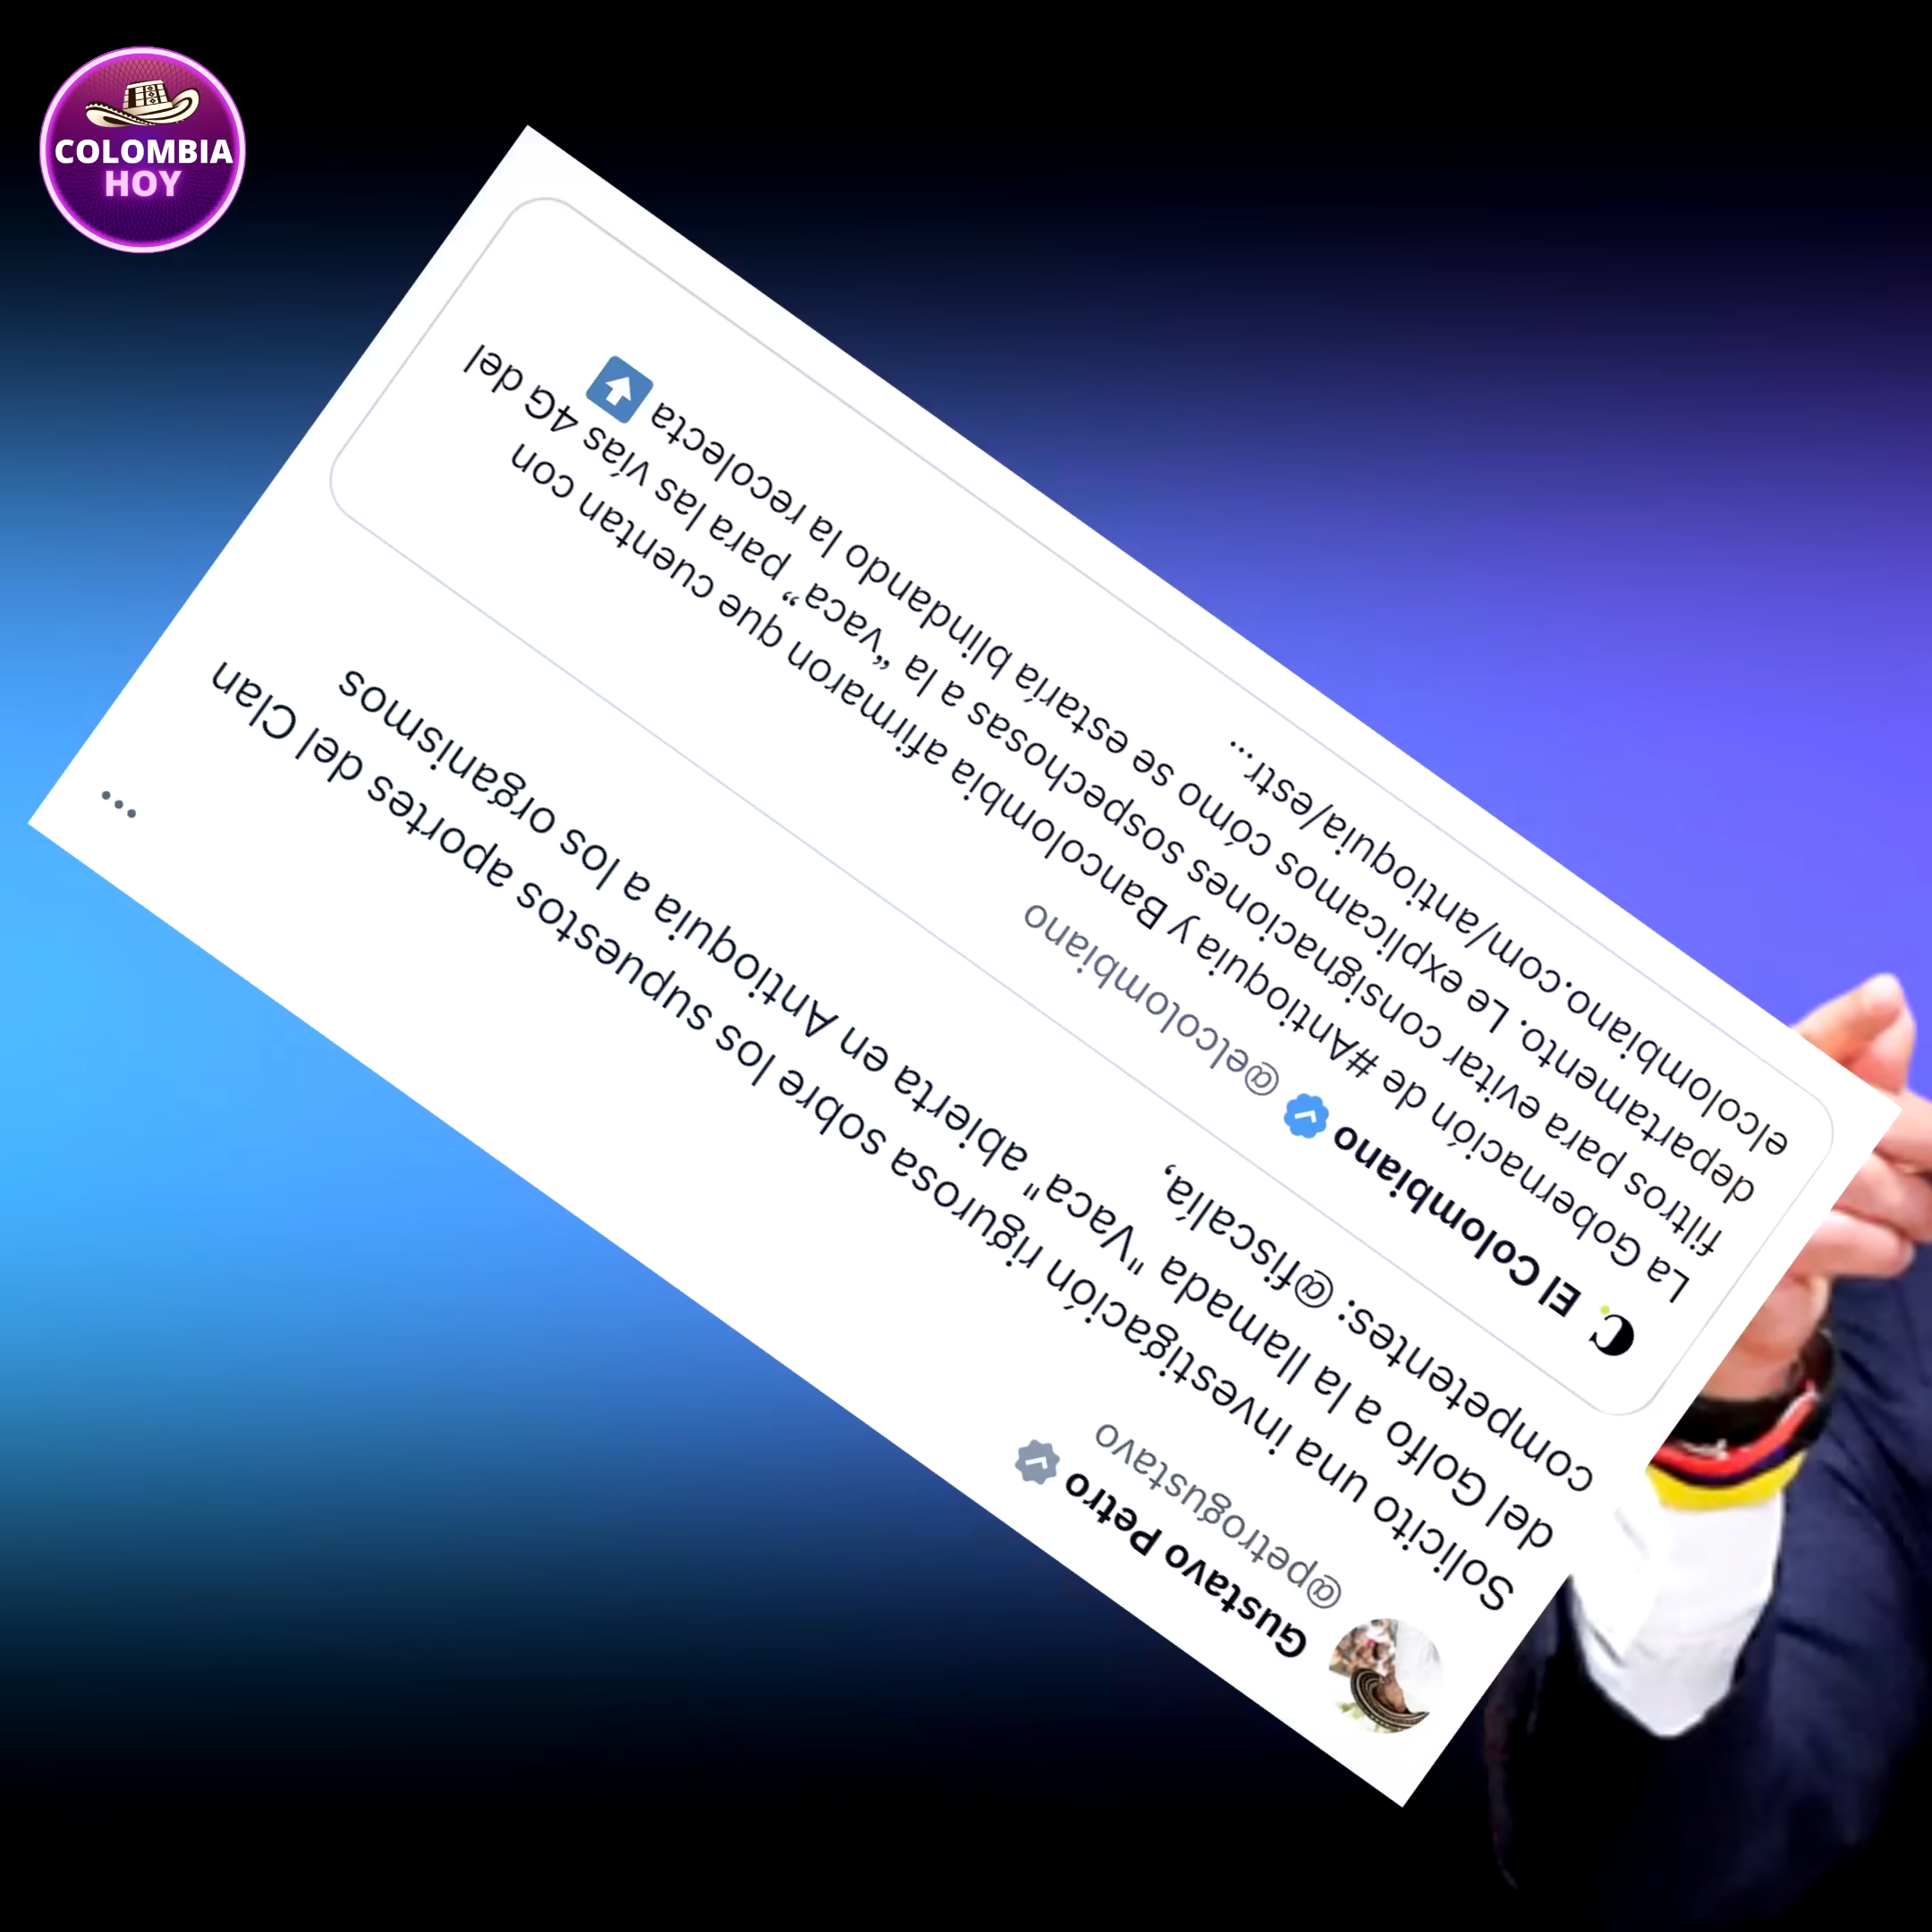 COLOMBIA
HOY
Gustavo Petro
@petrogustavo
Solicito una investigación rigurosa sobre los supuestos aportes del Clan
del Golfo a la llamada "Vaca" abierta en Antioquia a los organismos
competentes: @fiscalía,
C. El Colombiano @elcolombiano
La Gobernación de #Antioquia y Bancolombia afirmaron que cuentan con
filtros para evitar consignaciones sospechosas a la “vaca” para las vías 4G del
departamento. Le explicamos cómo se estaría blindando la recolecta
elcolombiano.com/antioquia/estr...